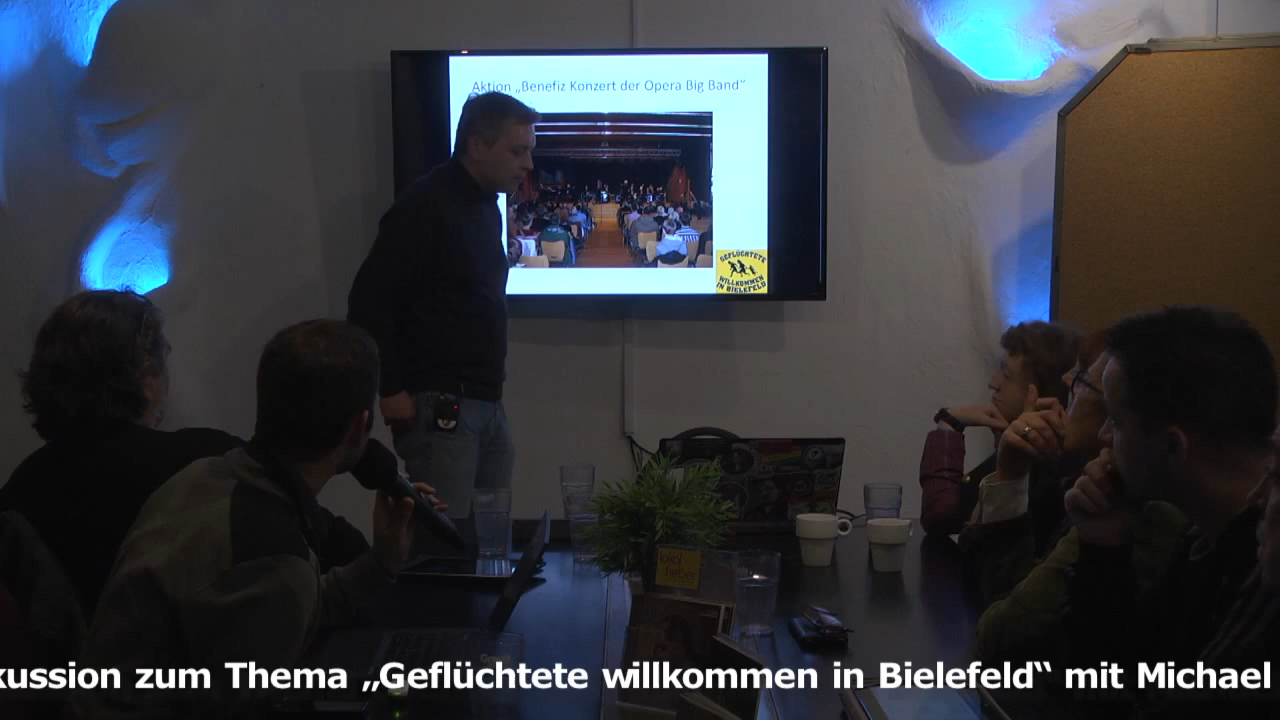 Aktion „Benefiz Konzert der Opera Big Band"
GEFLÜCHTETE
WILLKOMMEN
IN BIELEFELD
kussion zum Thema „Geflüchtete willkommen in Bielefeld“ mit Michael